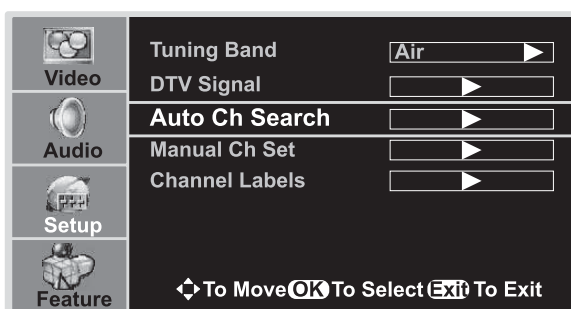 Video
Audio
Setup
Feature
Tuning Band Air
DTV Signal
Auto Ch Search
Manual Ch Set
Channel Labels
To Move OK To Select Exit To Exit